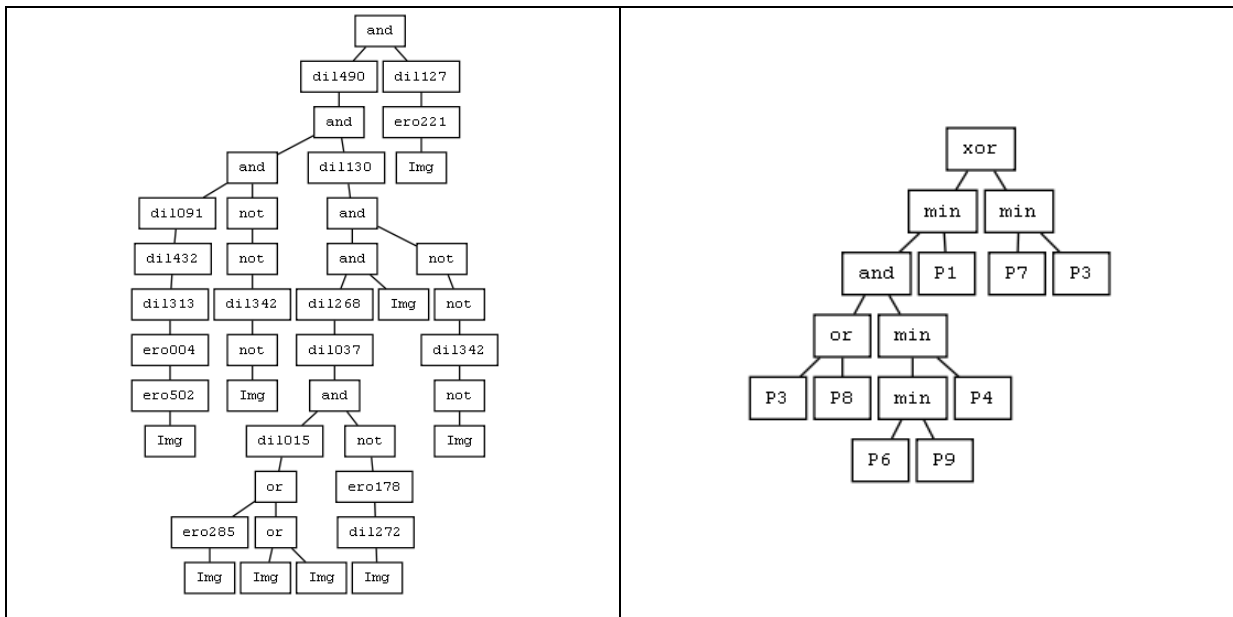 and
dil490 dil127
and ero221
and dil130 Img
dil091 not and
dil432 not and not
dil313 dil342 dil268 Img not
ero004 not dil037 dil342
ero502 Img and not
Img dil015 not Img
or ero178
ero285 or dil272
Img Img Img Img
xor
min min
and P1 P7 P3
or min
P3 P8 min P4
P6 P9